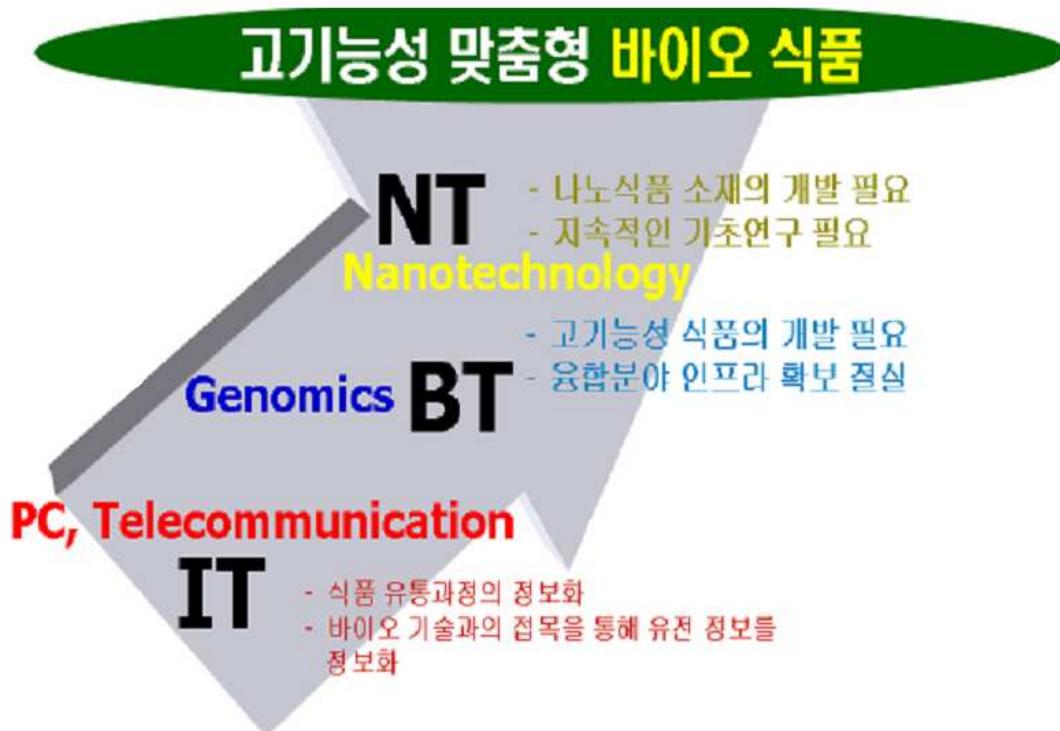 고기능성 맞춤형 바이오 식품
NT
- 나노식품 소재의 개발 필요
- 지속적인 기초연구 필요
Nanotechnology
- 고기능성 식품의 개발 필요
- 융합분야 인프라 확보 절실
Genomics BT
PC, Telecommunication
IT
- 식품 유통과정의 정보화
- 바이오 기술과의 접목을 통해 유전 정보를
정보화